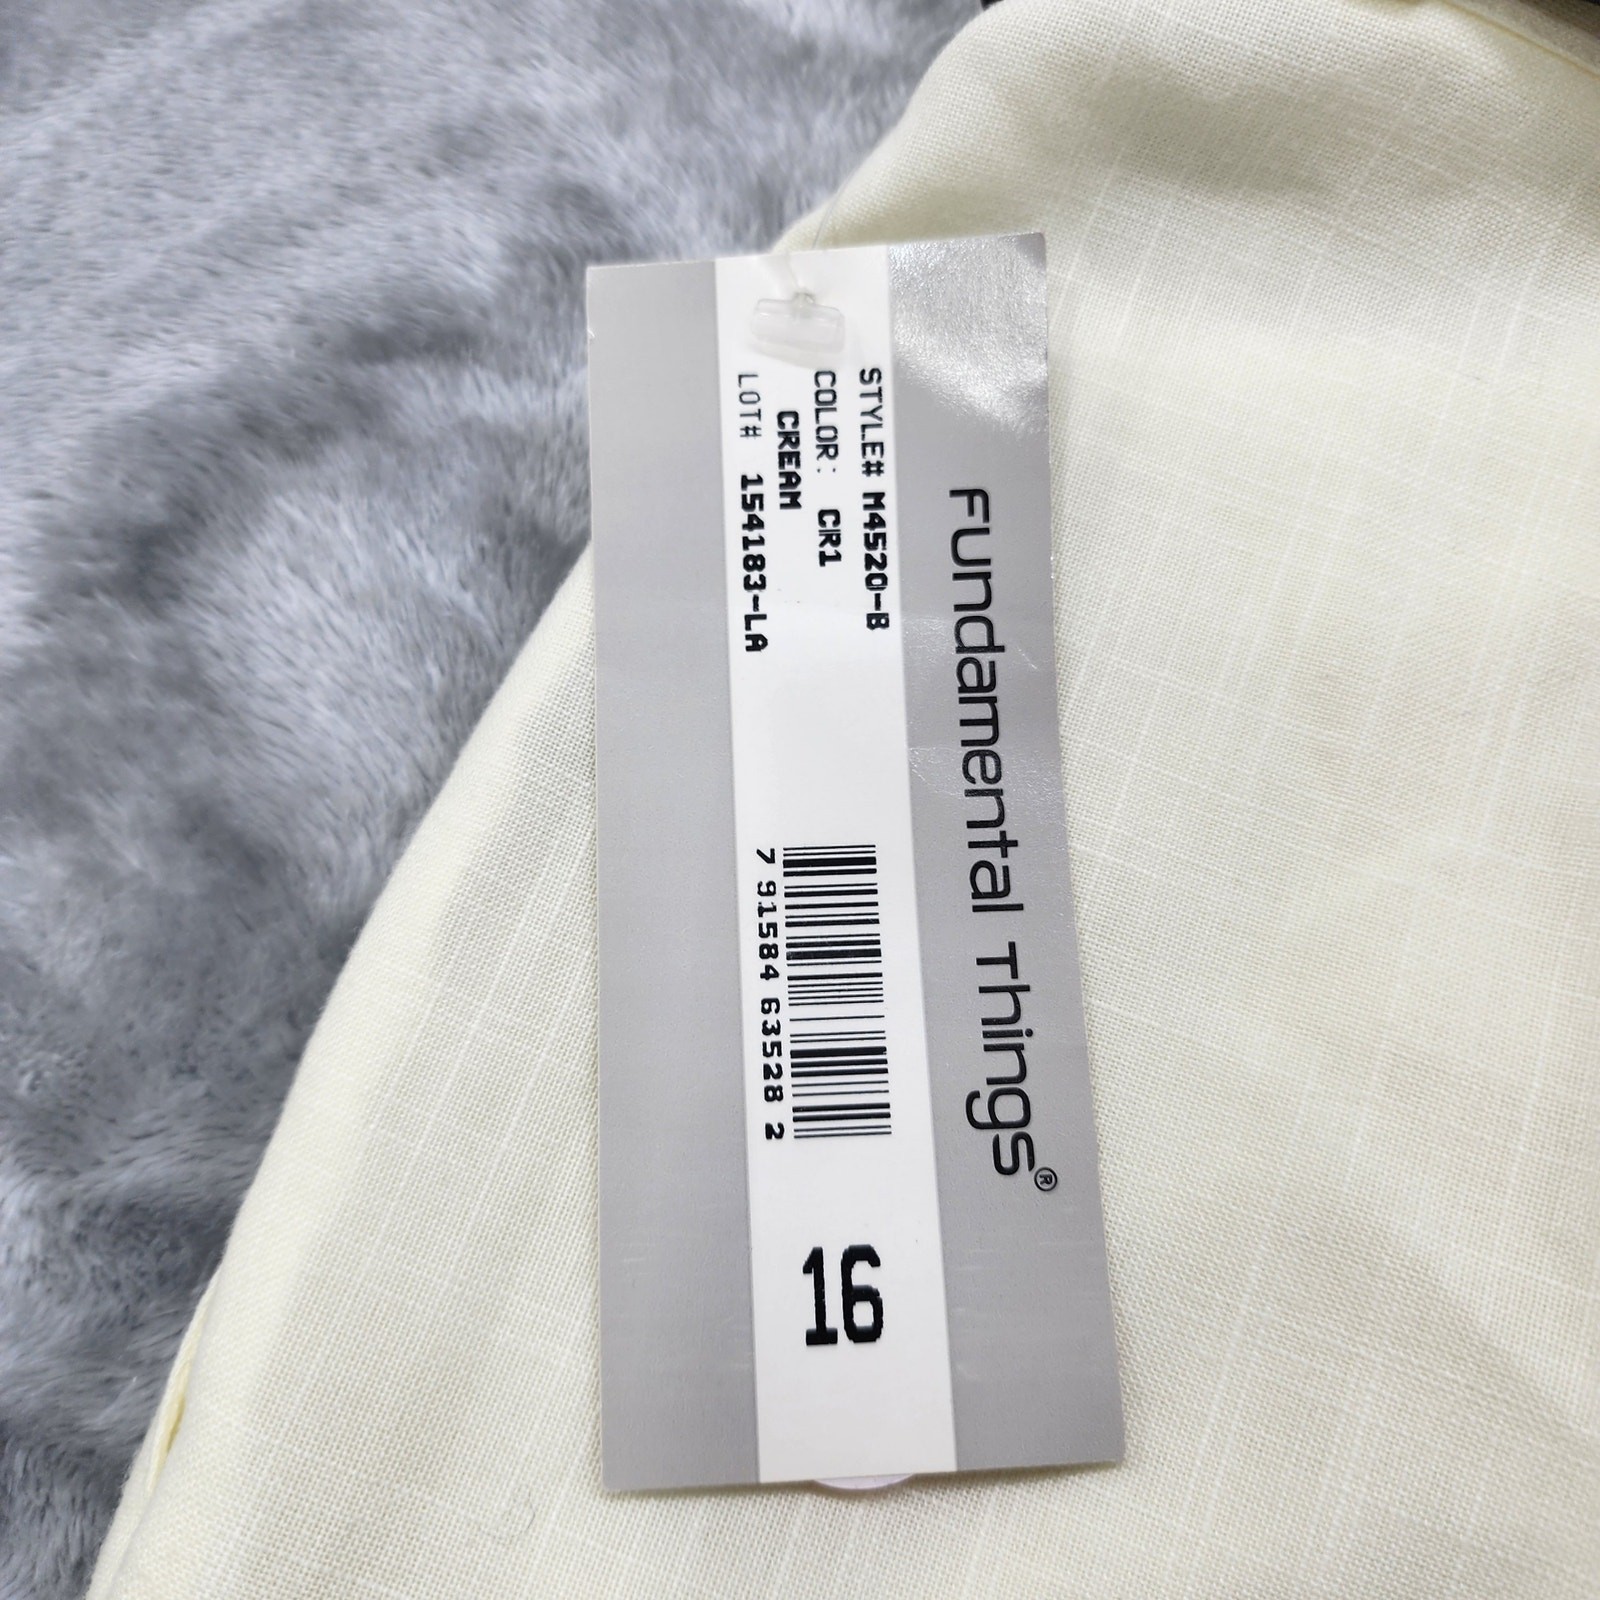 Fundamental Things®
STYLE# M4520-B
COLOR: CR1
CREAM
LOT# 154183-LA
7 91584 63528 2
16